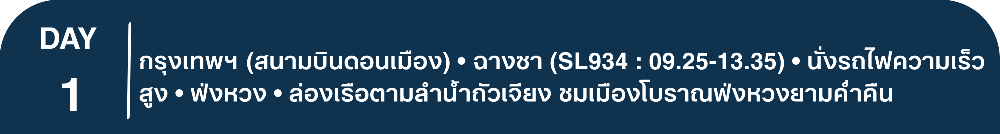 DAY
1
กรุงเทพฯ (สนามบินดอนเมือง) • ฉางซา (SL934 : 09.25-13.35) • นั่งรถไฟความเร็ว
สูง • ฟ่งหวง • ล่องเรือตามลำน้ำถัวเจียง ชมเมืองโบราณฟ่งหวงยามค่ำคืน